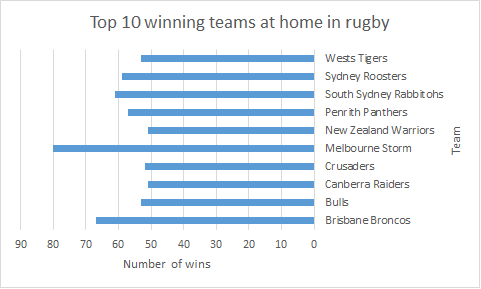 Top 10 winning teams at home in rugby
Wests Tigers
Sydney Roosters
South Sydney Rabbitohs
Penrith Panthers
New Zealand Warriors
Melbourne Storm
Crusaders
Canberra Raiders
Bulls
Brisbane Broncos
Team
90 80 70 60 50 40 30 20 10 0
Number of wins